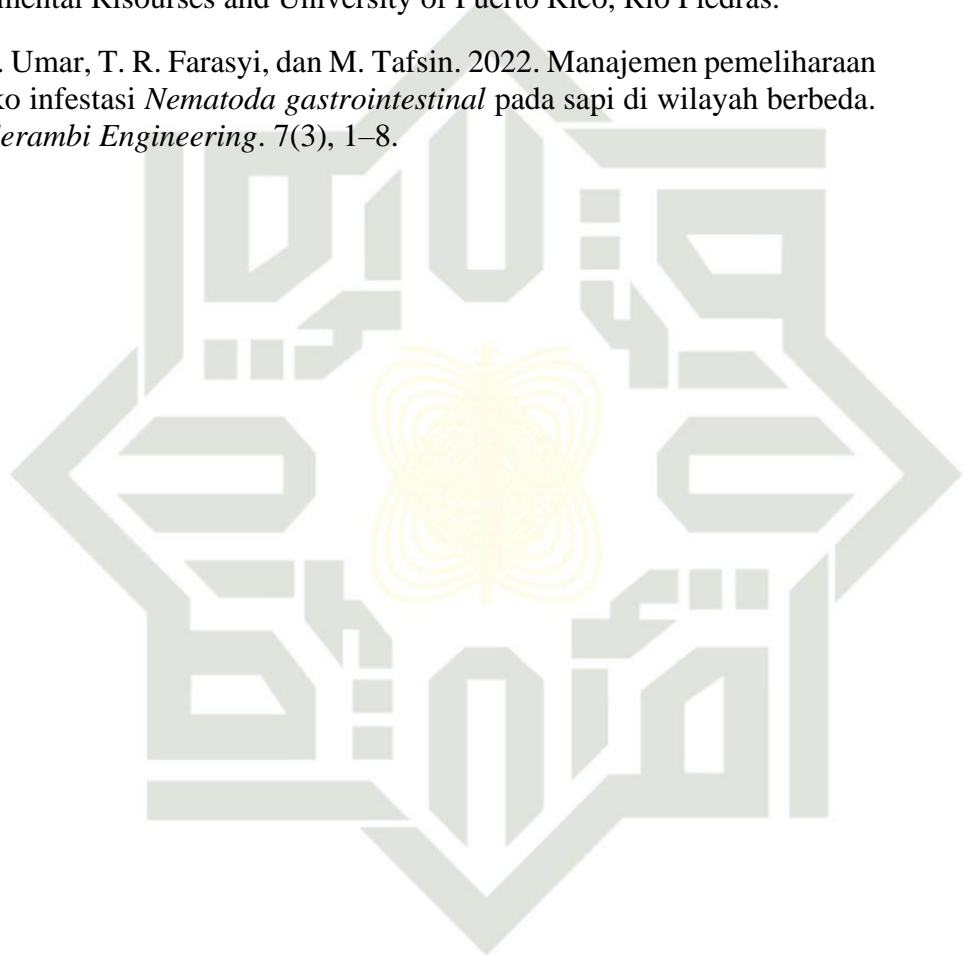 mental Risourses and University of Puerto Rico, Rio Piedras.
. Umar, T. R. Farasyi, dan M. Tafsin. 2022. Manajemen pemeliharaan
ko infestasi Nematoda gastrointestinal pada sapi di wilayah berbeda.
erambi Engineering. 7(3), 1–8.